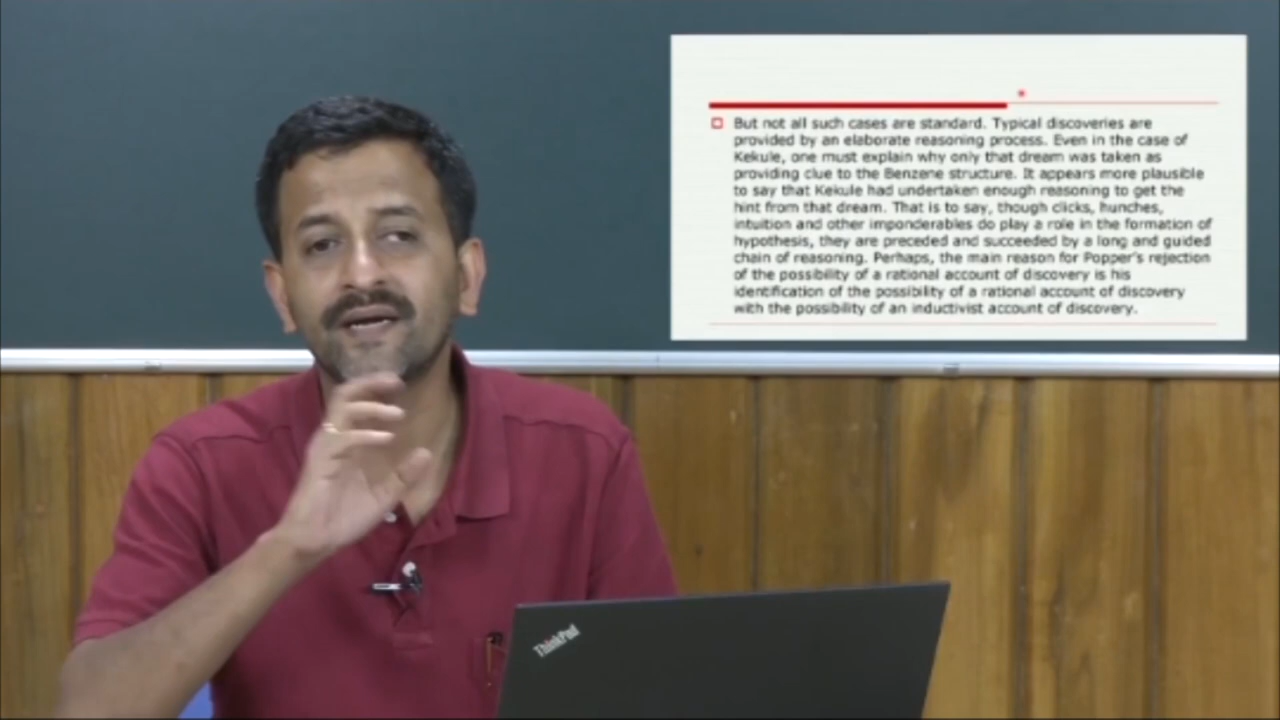 But not all such cases are standard. Typical discoveries are
provided by an elaborate reasoning process. Even in the case of
Kekule, one must explain why only that dream was taken as
providing clue to the Benzene structure. It appears more plausible
to say that Kekule had undertaken enough reasoning to get the
hint from that dream. That is to say, though clicks, hunches,
intuition and other imponderables do play a role in the formation of
hypothesis, they are preceded and succeeded by a long and guided
chain of reasoning. Perhaps, the main reason for Popper's rejection
of the possibility of a rational account of discovery is his
identification of the possibility of a rational account of discovery
with the possibility of an inductivist account of discovery.
ThinkPad